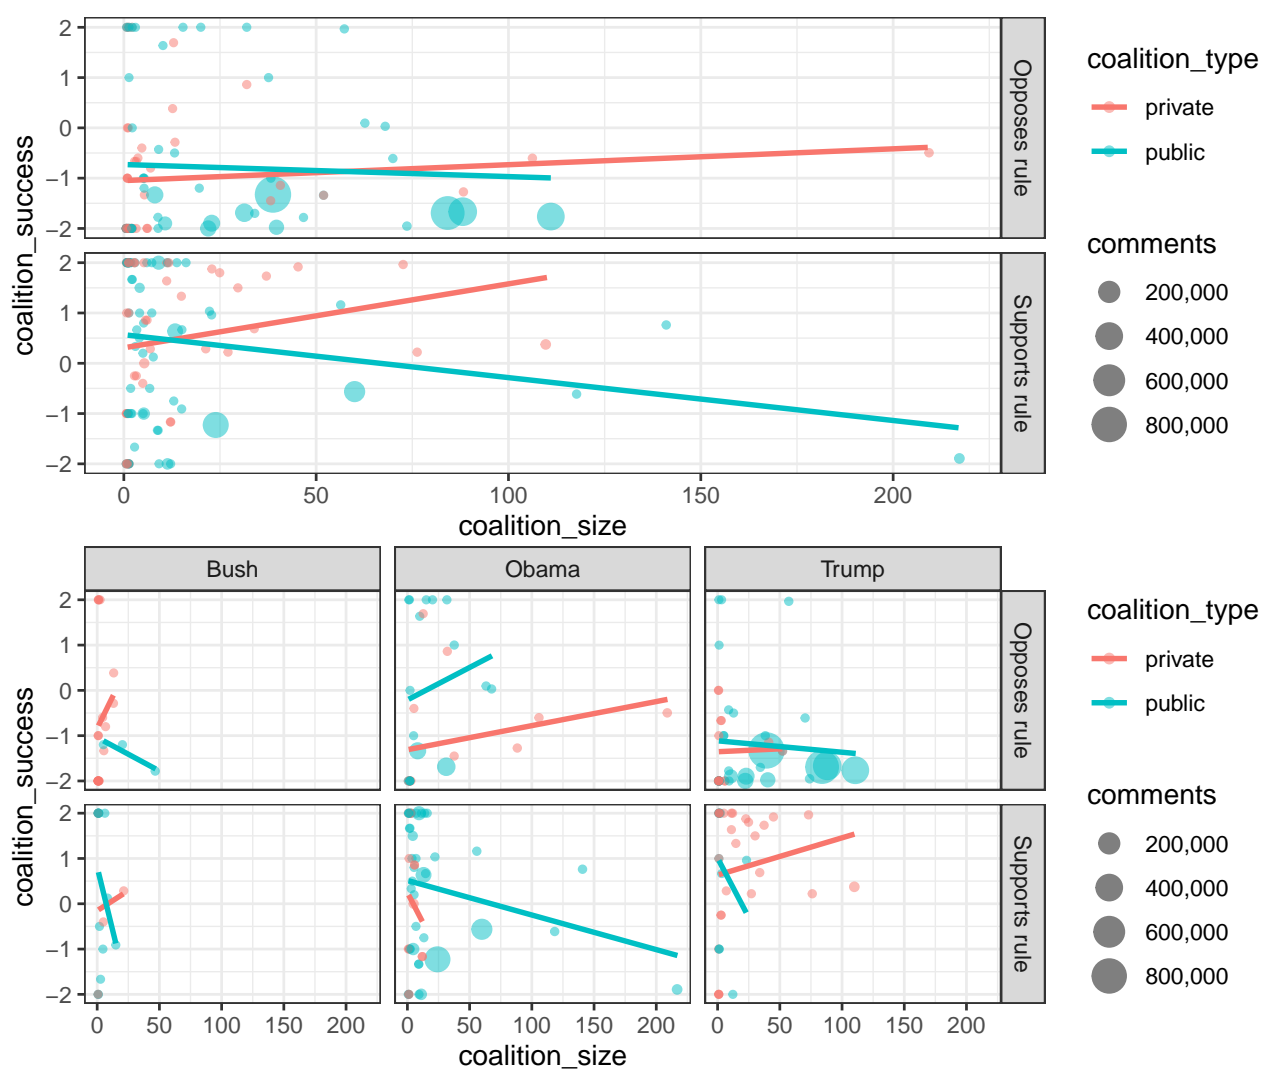 2
1
0
−1
−2
Opposes rule
2
1
0
−1
−2
Supports rule
0 50 100 150 200
coalition_size
coalition_success
coalition_type
private
public
comments
200,000
400,000
600,000
800,000
Bush Obama Trump
2
1
0
−1
−2
Opposes rule
2
1
0
−1
−2
Supports rule
0 50 100 150 200 0 50 100 150 200 0 50 100 150 200
coalition_size
coalition_success
coalition_type
private
public
comments
200,000
400,000
600,000
800,000